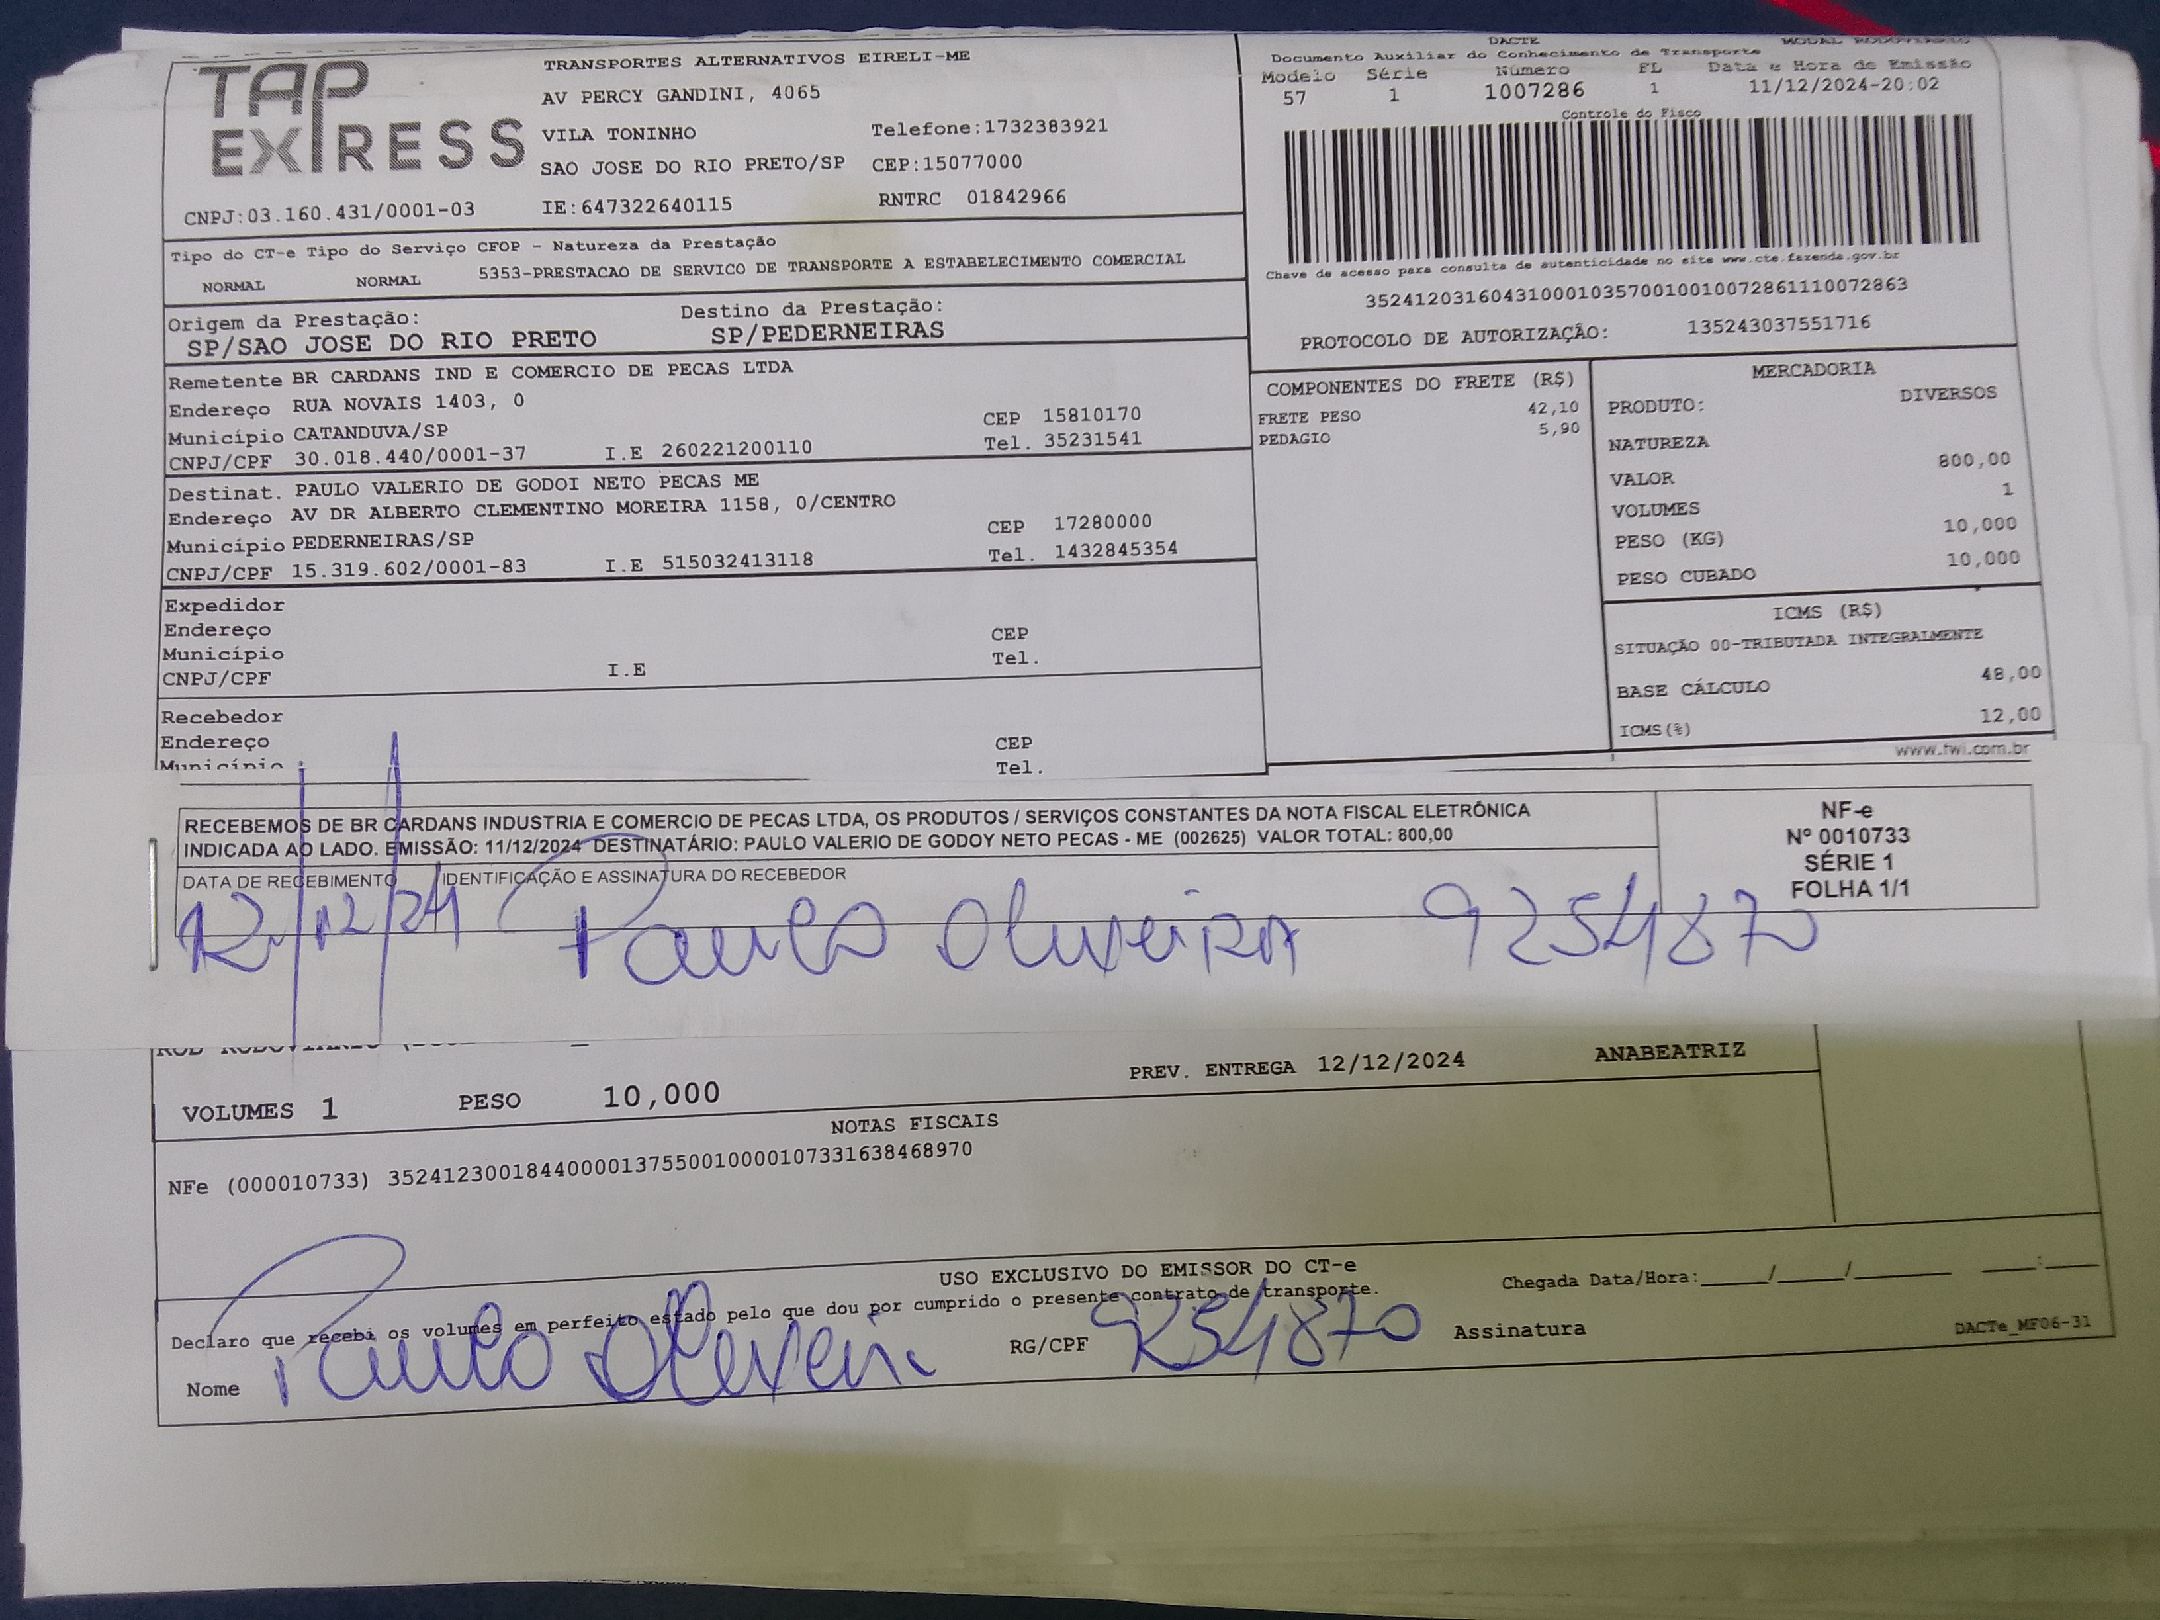 TAP EXPRESS
TRANSPORTES ALTERNATIVOS EIRELI-ME
AV PERCY GANDINI, 4065
VILA TONINHO Telefone:1732383921
SAO JOSE DO RIO PRETO/SP CEP:15077000
CNPJ:03.160.431/0001-03 IE:647322640115 RNTRC 01842966
DACTE MODAL RODOVIARIO
Documento Auxiliar do Conhecimento de Transporte
Modelo Série Número FL Data e Hora de Emissão
57 1 1007286 1 11/12/2024-20:02
Controle do Fisco
Chave de acesso para consulta de autenticidade no site www.cte.fazenda.gov.br
35241203160431000103570010010072861110072863
PROTOCOLO DE AUTORIZAÇÃO: 135243037551716
Tipo do CT-e Tipo do Serviço CFOP - Natureza da Prestação
NORMAL NORMAL 5353-PRESTACAO DE SERVICO DE TRANSPORTE A ESTABELECIMENTO COMERCIAL
Origem da Prestação: Destino da Prestação:
SP/SAO JOSE DO RIO PRETO SP/PEDERNEIRAS
Remetente BR CARDANS IND E COMERCIO DE PECAS LTDA
Endereço RUA NOVAIS 1403, 0
Município CATANDUVA/SP CEP 15810170
CNPJ/CPF 30.018.440/0001-37 I.E 260221200110 Tel. 35231541
Destinat. PAULO VALERIO DE GODOI NETO PECAS ME
Endereço AV DR ALBERTO CLEMENTINO MOREIRA 1158, 0/CENTRO
Município PEDERNEIRAS/SP CEP 17280000
CNPJ/CPF 15.319.602/0001-83 I.E 515032413118 Tel. 1432845354
Expedidor
Endereço
Município CEP
CNPJ/CPF I.E Tel.
Recebedor
Endereço CEP
Município Tel.
COMPONENTES DO FRETE (R$)
FRETE PESO 42,10
PEDAGIO 5,90
MERCADORIA
PRODUTO: DIVERSOS
NATUREZA
VALOR 800,00
VOLUMES 1
PESO (KG) 10,000
PESO CUBADO 10,000
ICMS (R$)
SITUAÇÃO 00-TRIBUTADA INTEGRALMENTE
BASE CÁLCULO 48,00
ICMS(%) 12,00
www.fwi.com.br
RECEBEMOS DE BR CARDANS INDUSTRIA E COMERCIO DE PECAS LTDA, OS PRODUTOS / SERVIÇOS CONSTANTES DA NOTA FISCAL ELETRÔNICA
INDICADA AO LADO. EMISSÃO: 11/12/2024 DESTINATÁRIO: PAULO VALERIO DE GODOY NETO PECAS - ME (002625) VALOR TOTAL: 800,00
DATA DE RECEBIMENTO IDENTIFICAÇÃO E ASSINATURA DO RECEBEDOR
NF-e
Nº 0010733
SÉRIE 1
FOLHA 1/1
12/12/24 Paulo Oliveira 9254870
PREV. ENTREGA 12/12/2024 ANABEATRIZ
VOLUMES 1 PESO 10,000
NOTAS FISCAIS
NFe (000010733) 35241230018440000137550010000107331638468970
USO EXCLUSIVO DO EMISSOR DO CT-e
Declaro que recebi os volumes em perfeito estado pelo que dou por cumprido o presente contrato de transporte.
Chegada Data/Hora:_____/_____/_______ ____:____
Nome Paulo Oliveira RG/CPF 9254870 Assinatura
DACTe_MF06-31